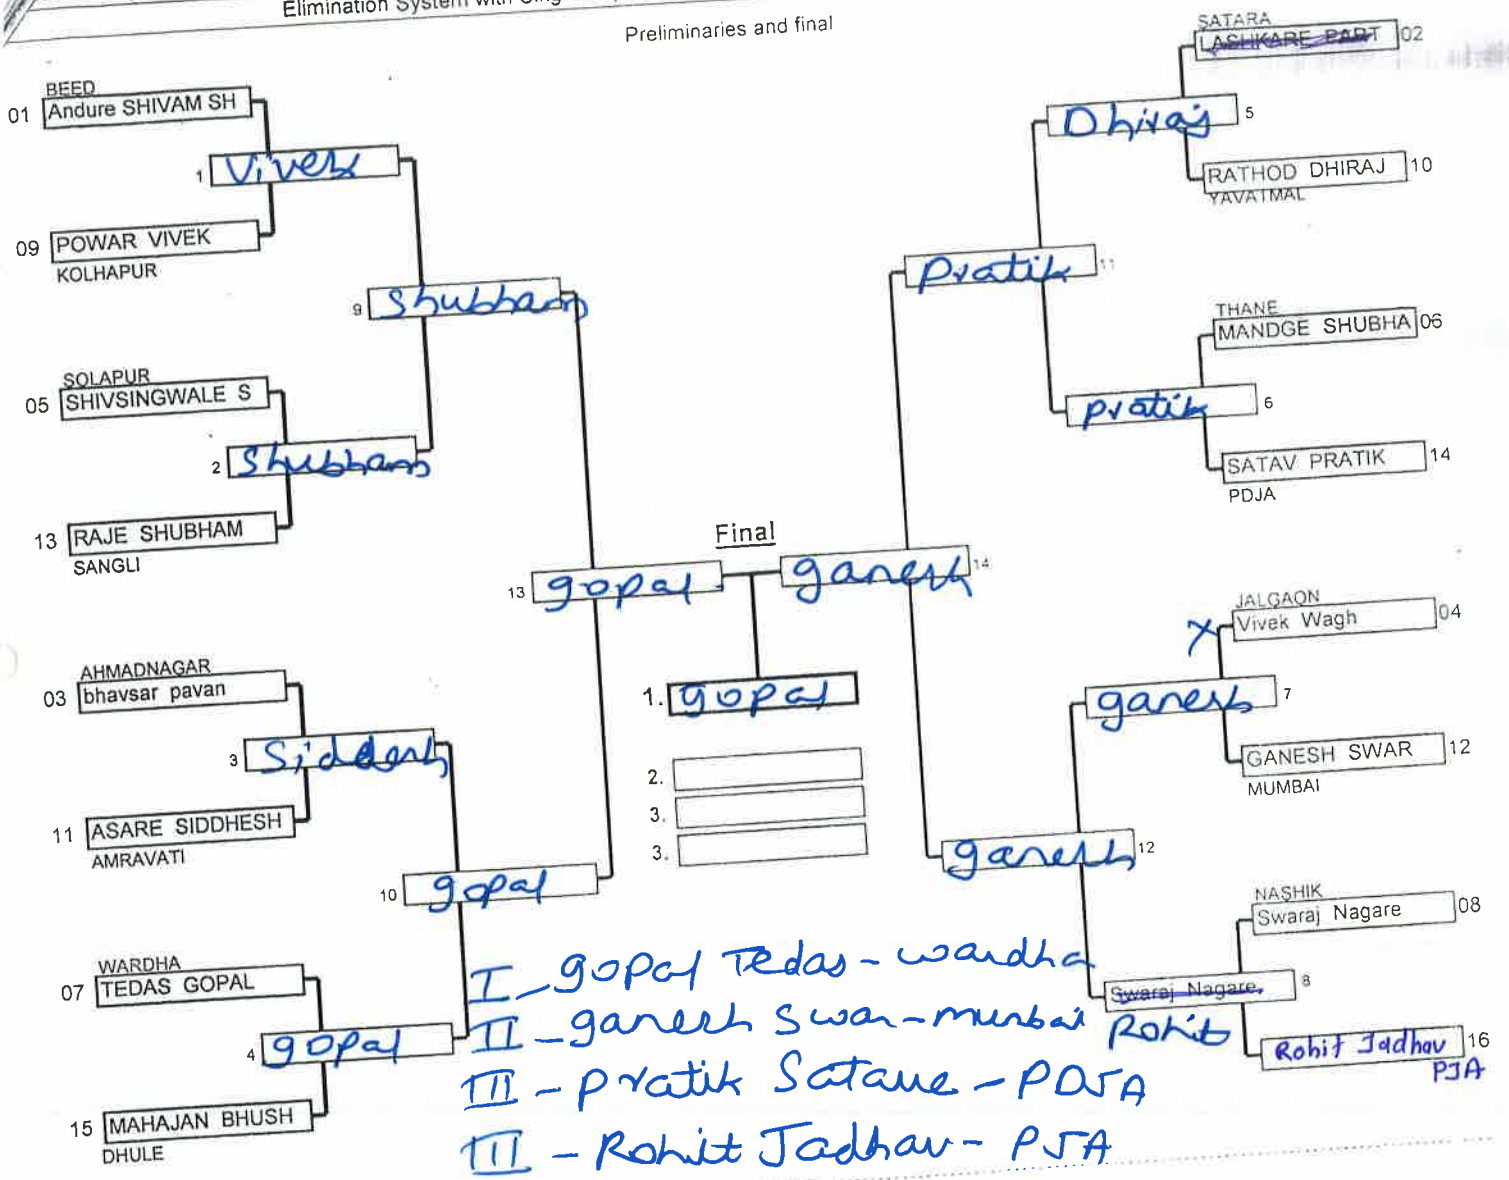 Elimination System with
Preliminaries and final
BEED
01 Andure SHIVAM SH
1 Vivek
09 POWAR VIVEK
KOLHAPUR
9 Shubham
SOLAPUR
05 SHIVSINGWALE S
2 Shubham
13 RAJE SHUBHAM
SANGLI
13 gopal
AHMADNAGAR
03 bhavsar pavan
3 Siddesh
11 ASARE SIDDHESH
AMRAVATI
10 gopal
WARDHA
07 TEDAS GOPAL
4 gopal
15 MAHAJAN BHUSH
DHULE
Final
1. gopal
2.
3.
3.
SATARA
LASHKARE PART 02
Dhiraj 5
RATHOD DHIRAJ 10
YAVATMAL
Pratik 11
THANE
MANDGE SHUBHA 06
Pratik 6
SATAV PRATIK 14
PDJA
ganesh 14
JALGAON
X Vivek Wagh 04
ganesh 7
GANESH SWAR 12
MUMBAI
ganesh 12
NASHIK
Swaraj Nagare 08
Swaraj Nagare 8
Rohit
Rohit Jadhav 16
PJA
I - gopal Tedas - wardha
II - ganesh Swar - mumbai
III - pratik Satave - PDJA
III - Rohit Jadhav - PJA